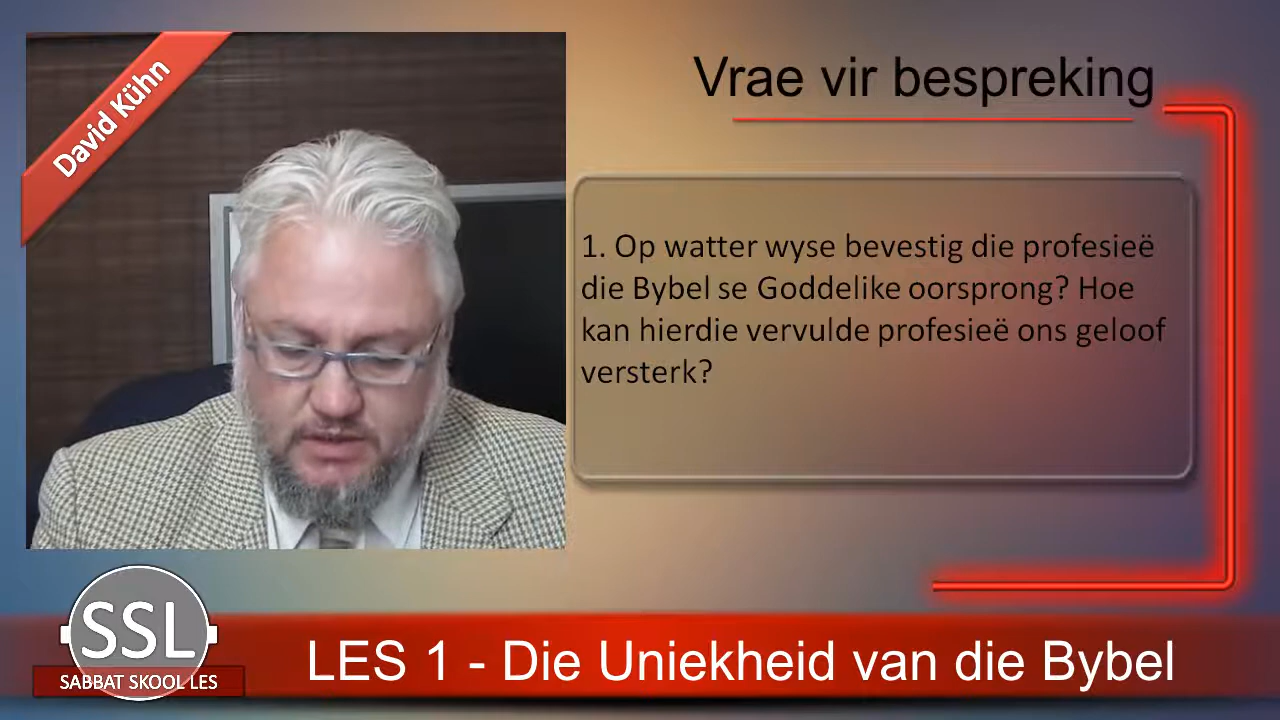 David Kühn
Vrae vir bespreking
1. Op watter wyse bevestig die profesieë
die Bybel se Goddelike oorsprong? Hoe
kan hierdie vervulde profesieë ons geloof
versterk?
SSL
SABBAT SKOOL LES
LES 1 - Die Uniekheid van die Bybel